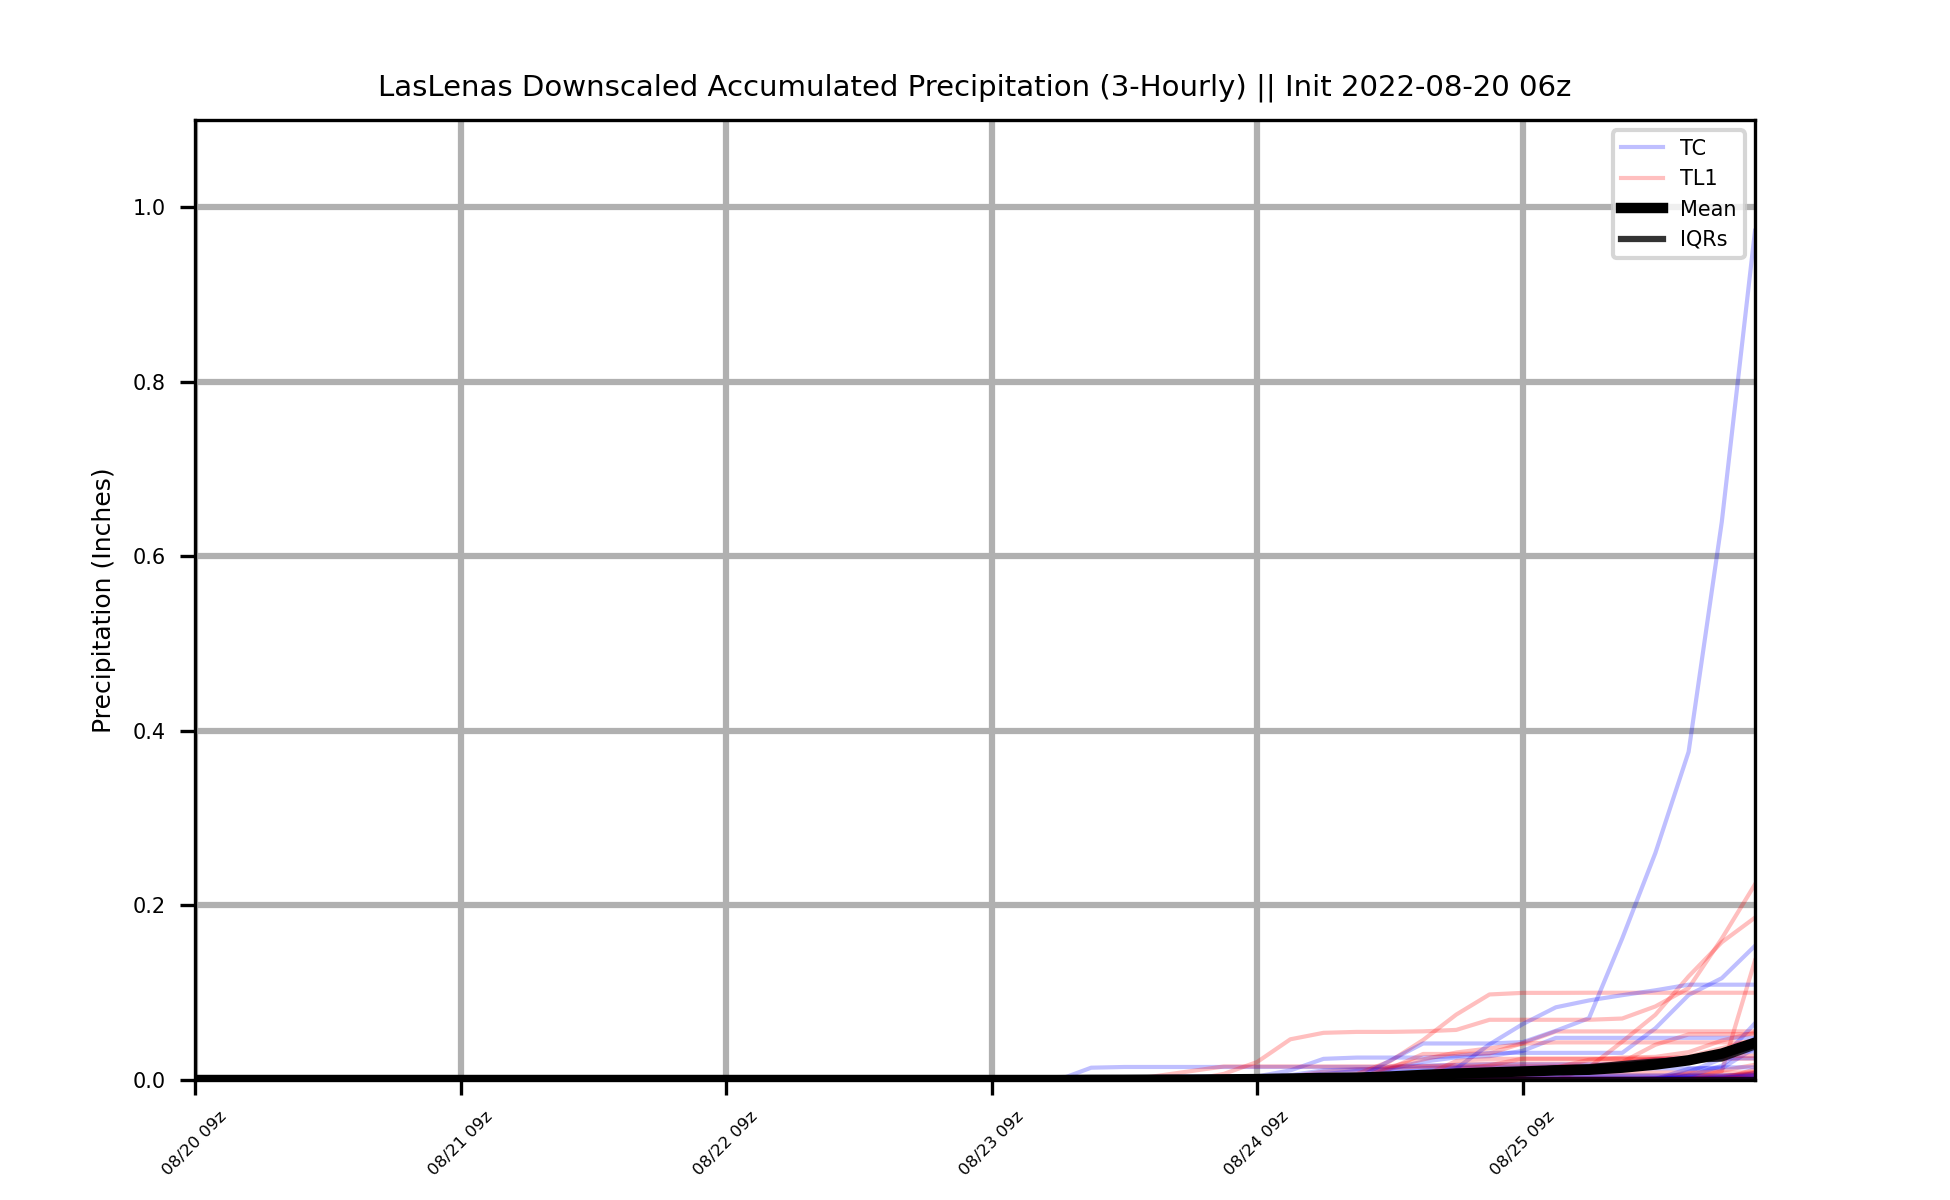 LasLenas Downscaled Accumulated Precipitation (3-Hourly) || Init 2022-08-20 06z
TC
TL1
Mean
IQRs
Precipitation (Inches)
1.0
0.8
0.6
0.4
0.2
0.0
08/20 09z
08/21 09z
08/22 09z
08/23 09z
08/24 09z
08/25 09z